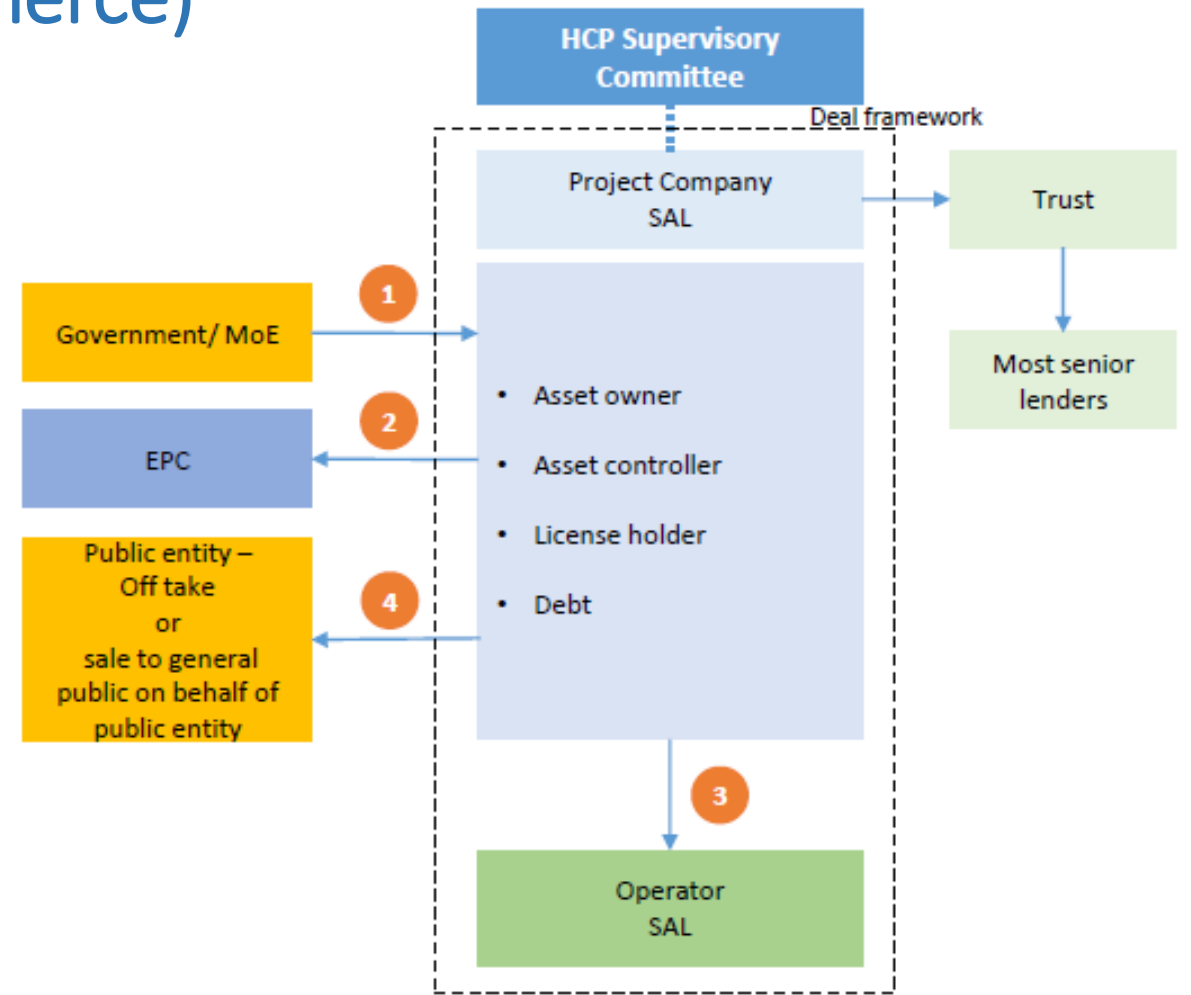 HCP Supervisory
Committee
Deal framework
Project Company
SAL
Trust
1
Government/ MoE
Most senior
lenders
• Asset owner
2
EPC
• Asset controller
• License holder
Public entity –
Off take
or
sale to general
public on behalf of
public entity
4
• Debt
3
Operator
SAL